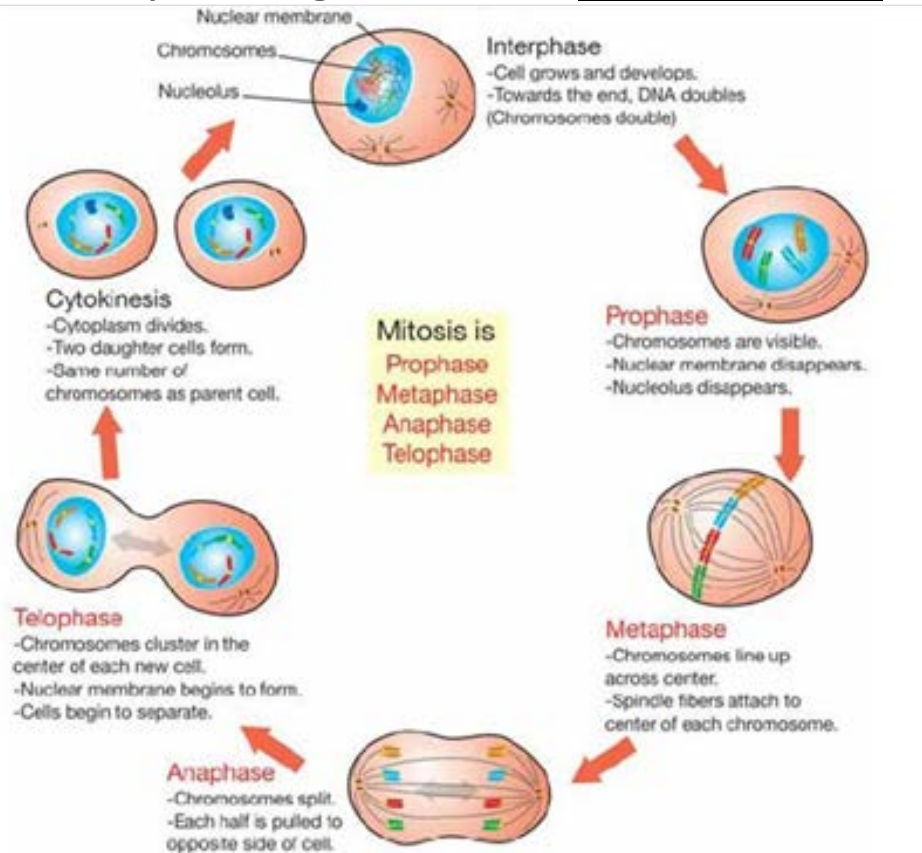 Nuclear membrane
Chromosomes
Nucleolus
Interphase
-Cell grows and develops.
-Towards the end, DNA doubles
(Chromosomes double)
Prophase
-Chromosomes are visible.
-Nuclear membrane disappears.
-Nucleolus disappears.
Metaphase
-Chromosomes line up
across center.
-Spindle fibers attach to
center of each chromosome.
Anaphase
-Chromosomes split.
-Each half is pulled to
opposite side of cell.
Telophase
-Chromosomes cluster in the
center of each new cell.
-Nuclear membrane begins to form.
-Cells begin to separate.
Cytokinesis
-Cytoplasm divides.
-Two daughter cells form.
-Same number of
chromosomes as parent cell.
Mitosis is
Prophase
Metaphase
Anaphase
Telophase